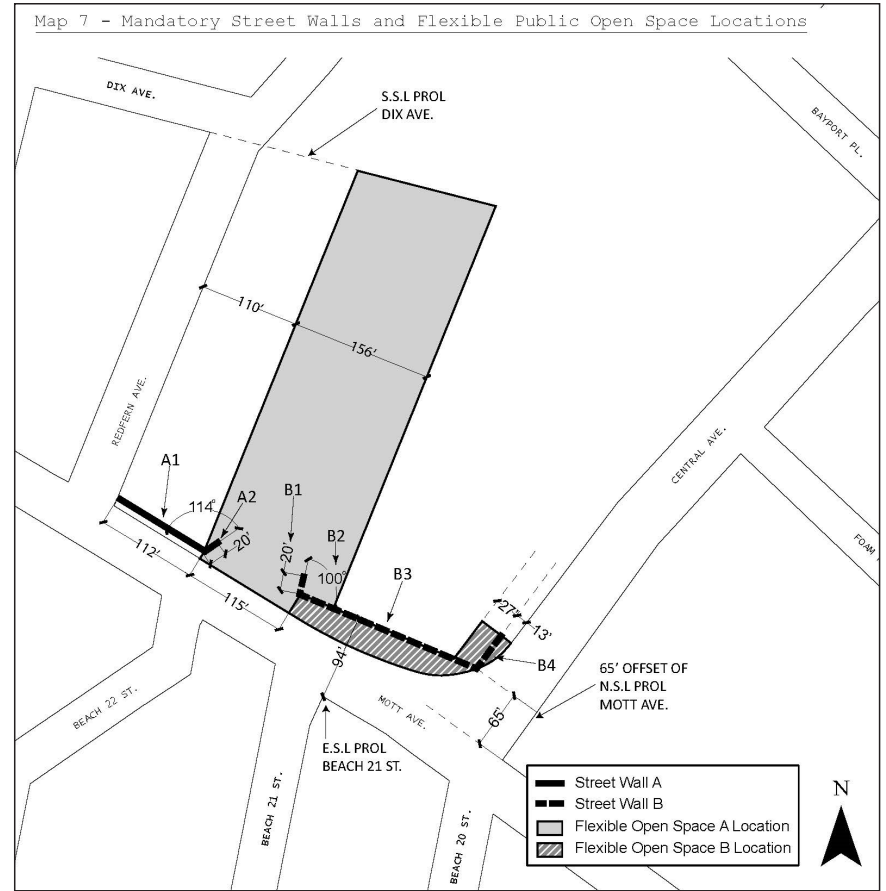 Map 7 - Mandatory Street Walls and Flexible Public Open Space Locations
DIX AVE.
S.S.L PROL
DIX AVE.
BAYPORT PL.
110'
156'
REDFERN AVE.
CENTRAL AVE.
FOAM
A1
114°
A2
20'
B1
20'
B2
100°
B3
112'
115'
94'
27'
13'
B4
65'
65' OFFSET OF
N.S.L PROL
MOTT AVE.
MOTT AVE.
BEACH 22 ST.
E.S.L PROL
BEACH 21 ST.
BEACH 21 ST.
BEACH 20 ST.
Street Wall A
Street Wall B
Flexible Open Space A Location
Flexible Open Space B Location
N